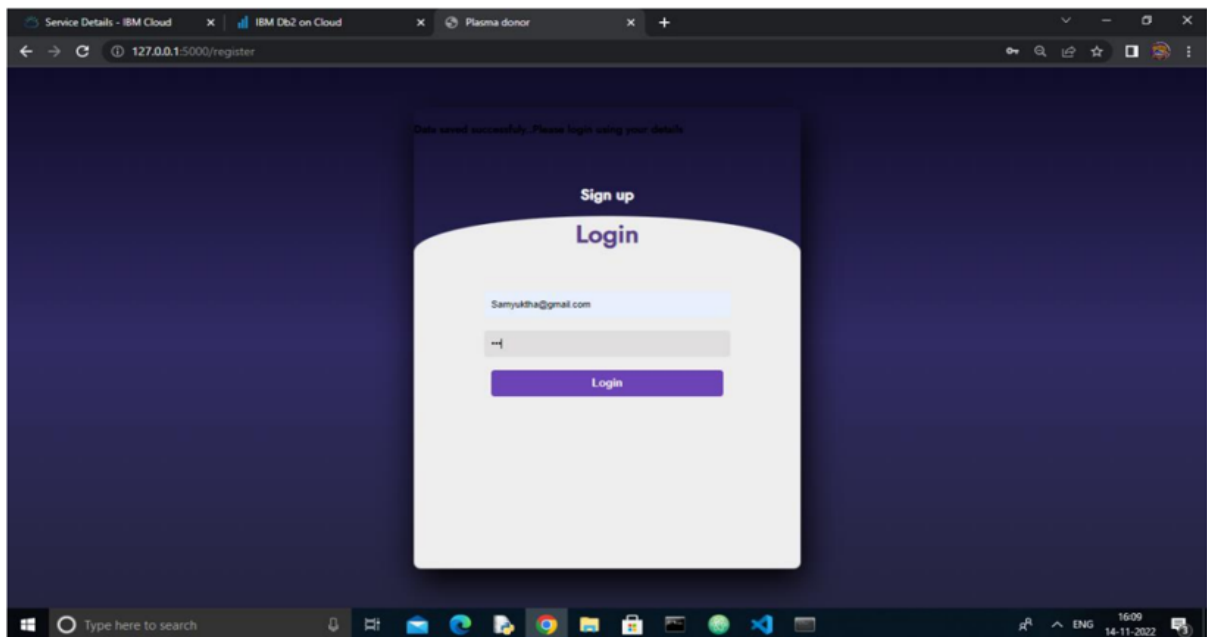 Service Details - IBM Cloud
IBM Db2 on Cloud
Plasma donor
127.0.0.1:5000/register
Data saved successfuly..Please login using your details
Sign up
Login
Samyuktha@gmail.com
Login
Type here to search
ENG
16:09
14-11-2022